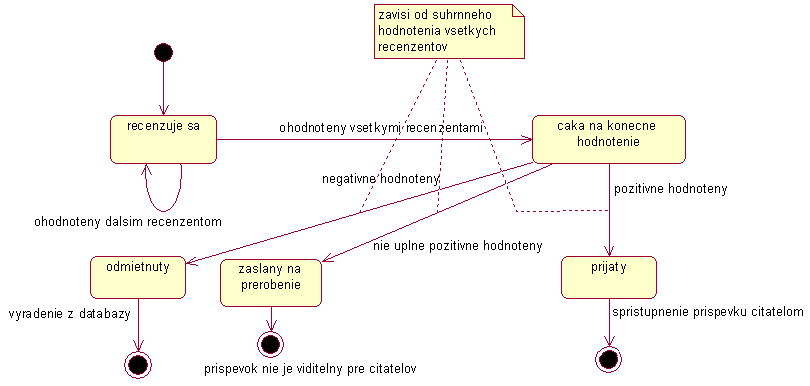 zavisi od suhrnneho
hodnotenia vsetkych
recenzentov
recenzuje sa
ohodnoteny vsetkymi recenzentami
caka na konecne
hodnotenie
negativne hodnoteny
pozitivne hodnoteny
ohodnoteny dalsim recenzentom
nie uplne pozitivne hodnoteny
odmietnuty
zaslany na
prerobenie
prijaty
vyradenie z databazy
spristupnenie prispevku citatelom
prispevok nie je viditelny pre citatelov